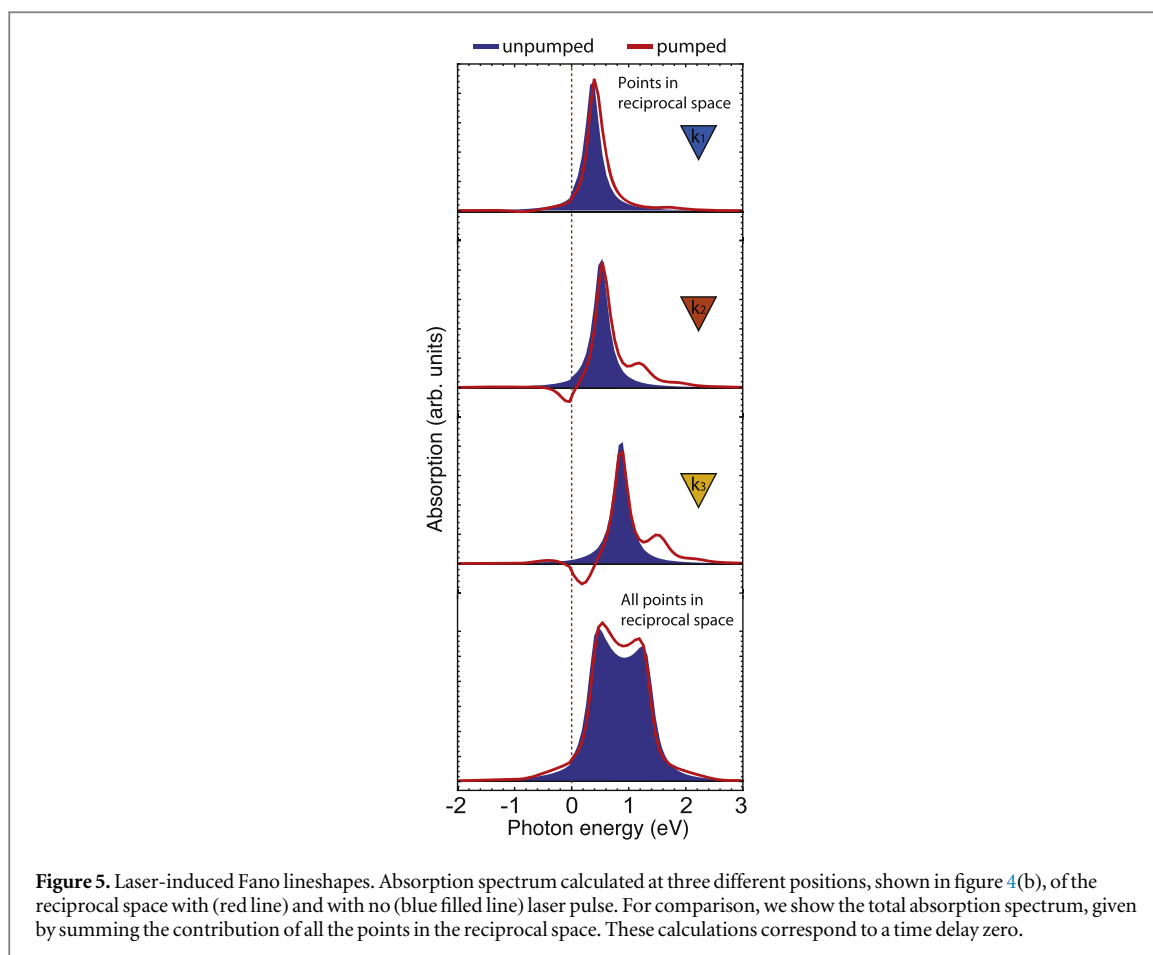 unpumped pumped
Points in
reciprocal space
k1
k2
k3
All points in
reciprocal space
Absorption (arb. units)
-2 -1 0 1 2 3
Photon energy (eV)
Figure 5. Laser-induced Fano lineshapes. Absorption spectrum calculated at three different positions, shown in figure 4(b), of the
reciprocal space with (red line) and with no (blue filled line) laser pulse. For comparison, we show the total absorption spectrum, given
by summing the contribution of all the points in the reciprocal space. These calculations correspond to a time delay zero.